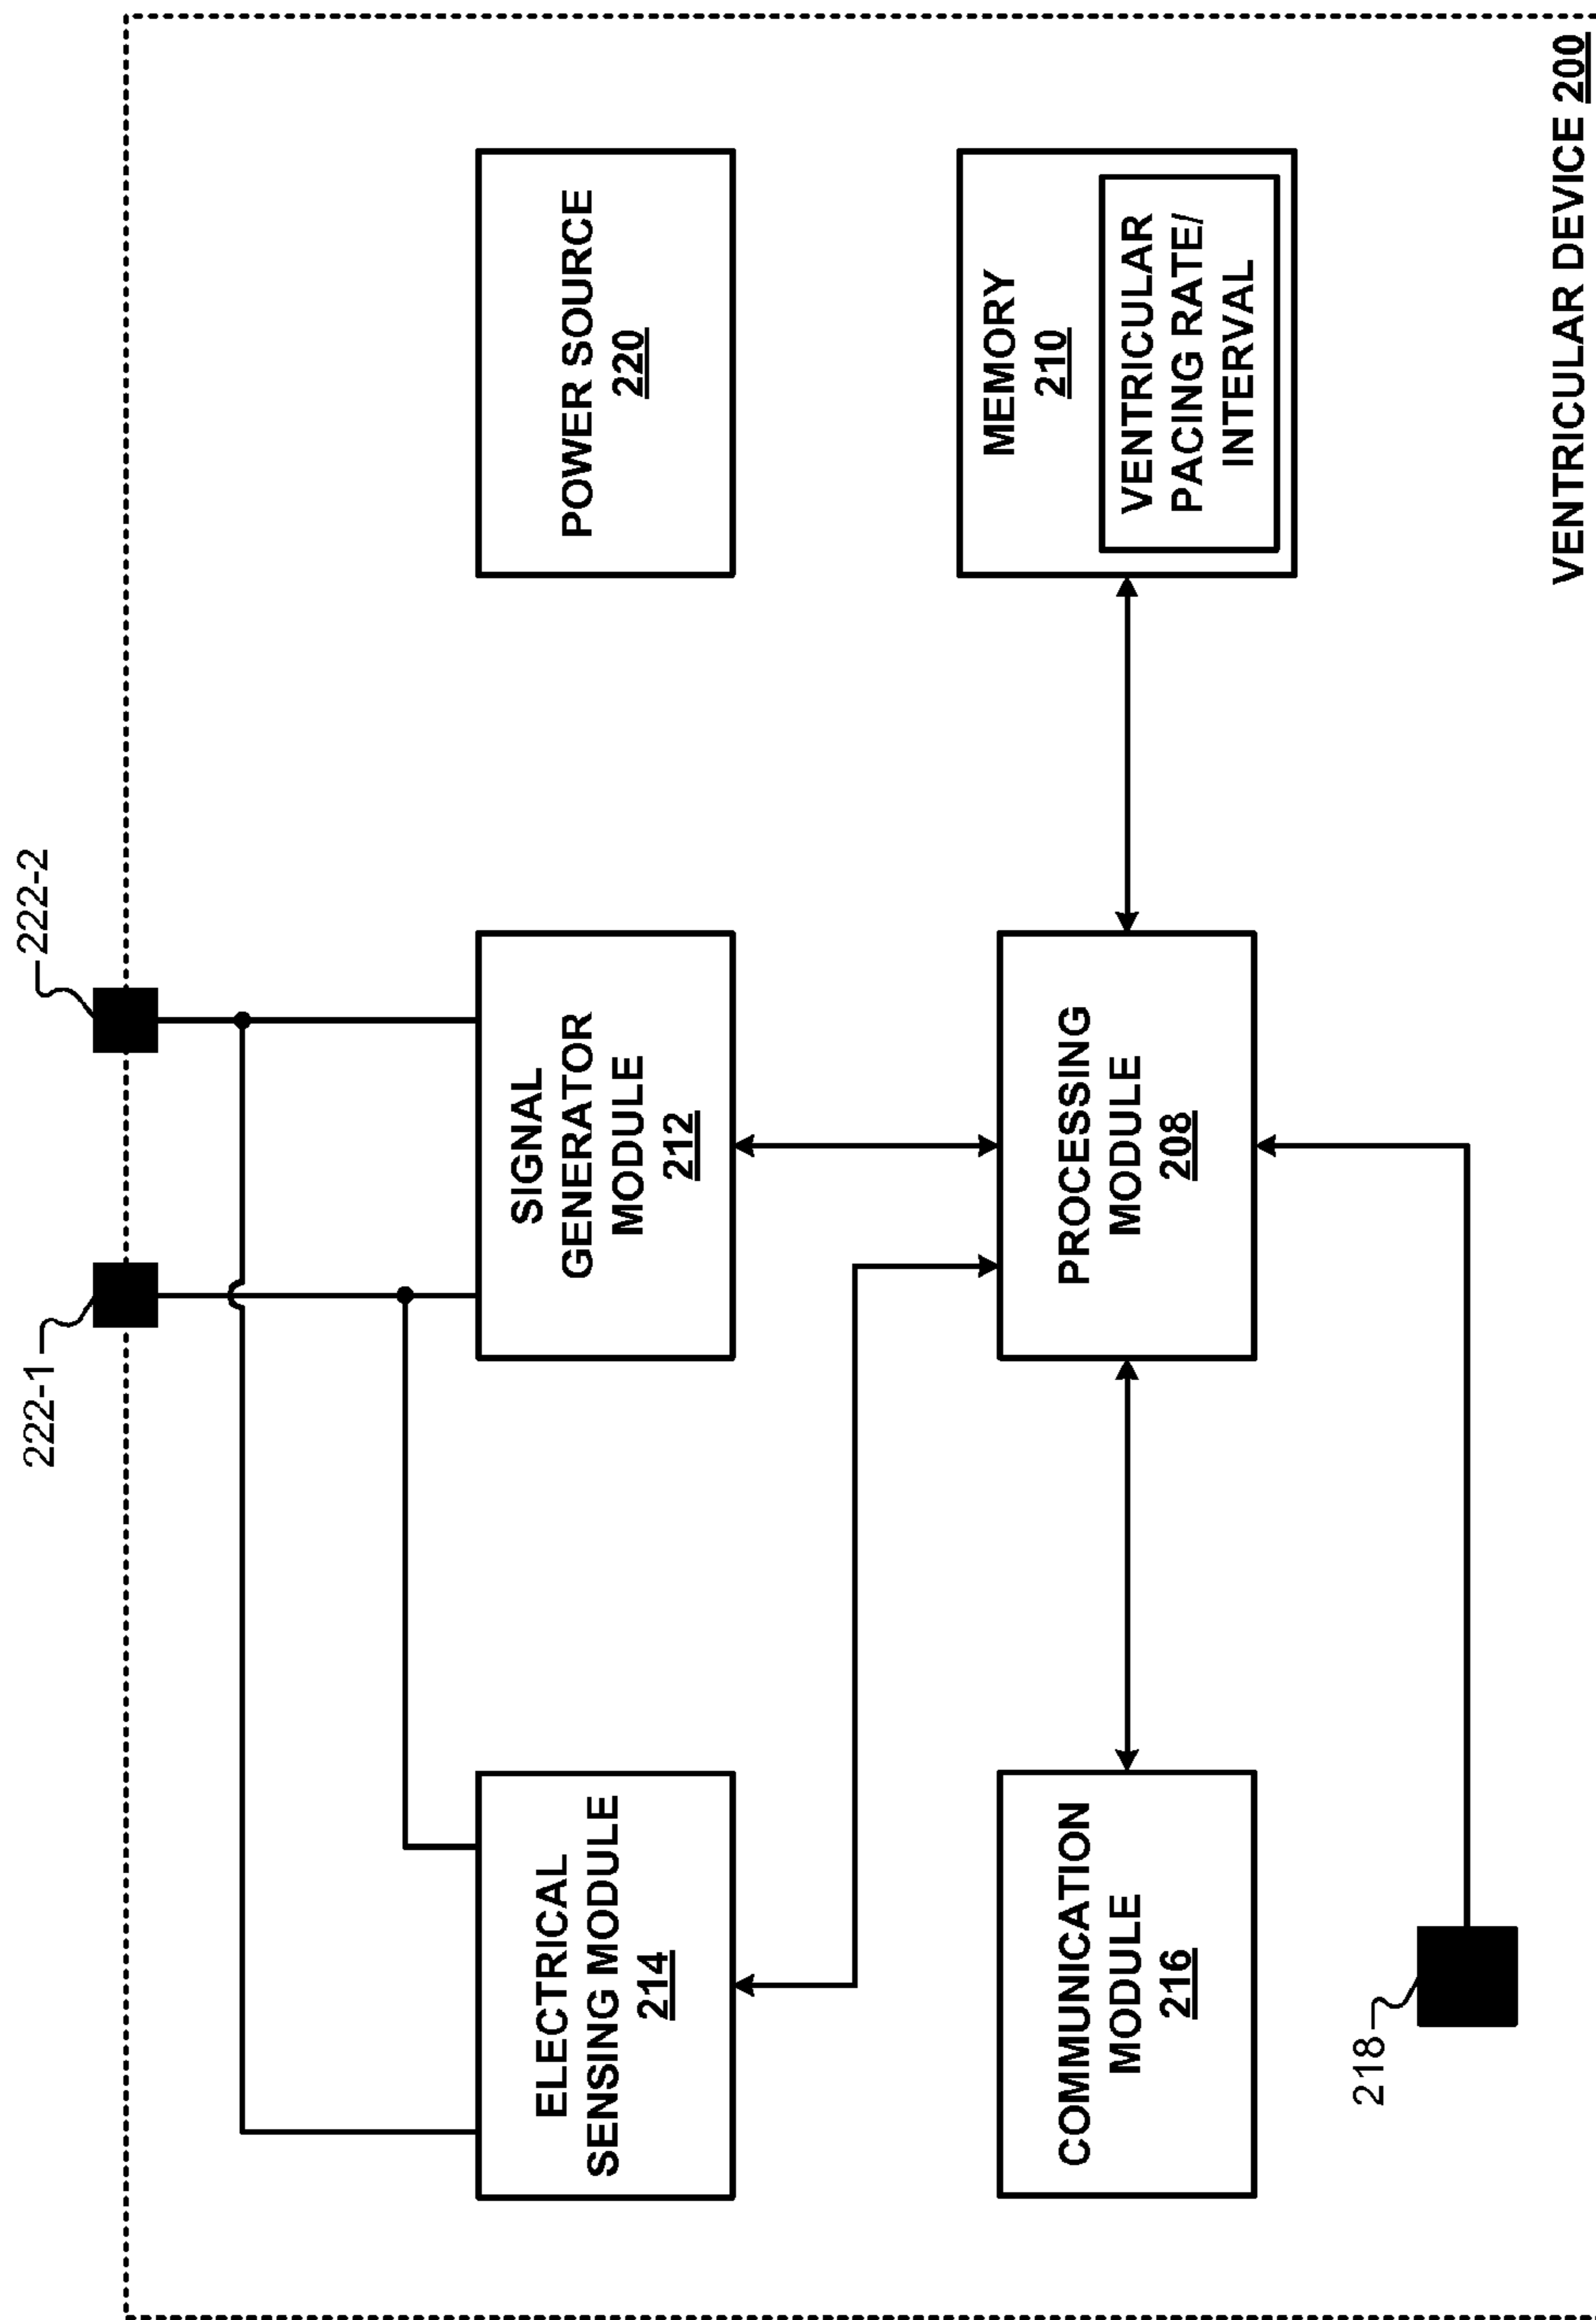 222-1
222-2
ELECTRICAL
SENSING MODULE
214
SIGNAL
GENERATOR
MODULE
212
POWER SOURCE
220
COMMUNICATION
MODULE
216
PROCESSING
MODULE
208
MEMORY
210
VENTRICULAR
PACING RATE/
INTERVAL
218
VENTRICULAR DEVICE 200